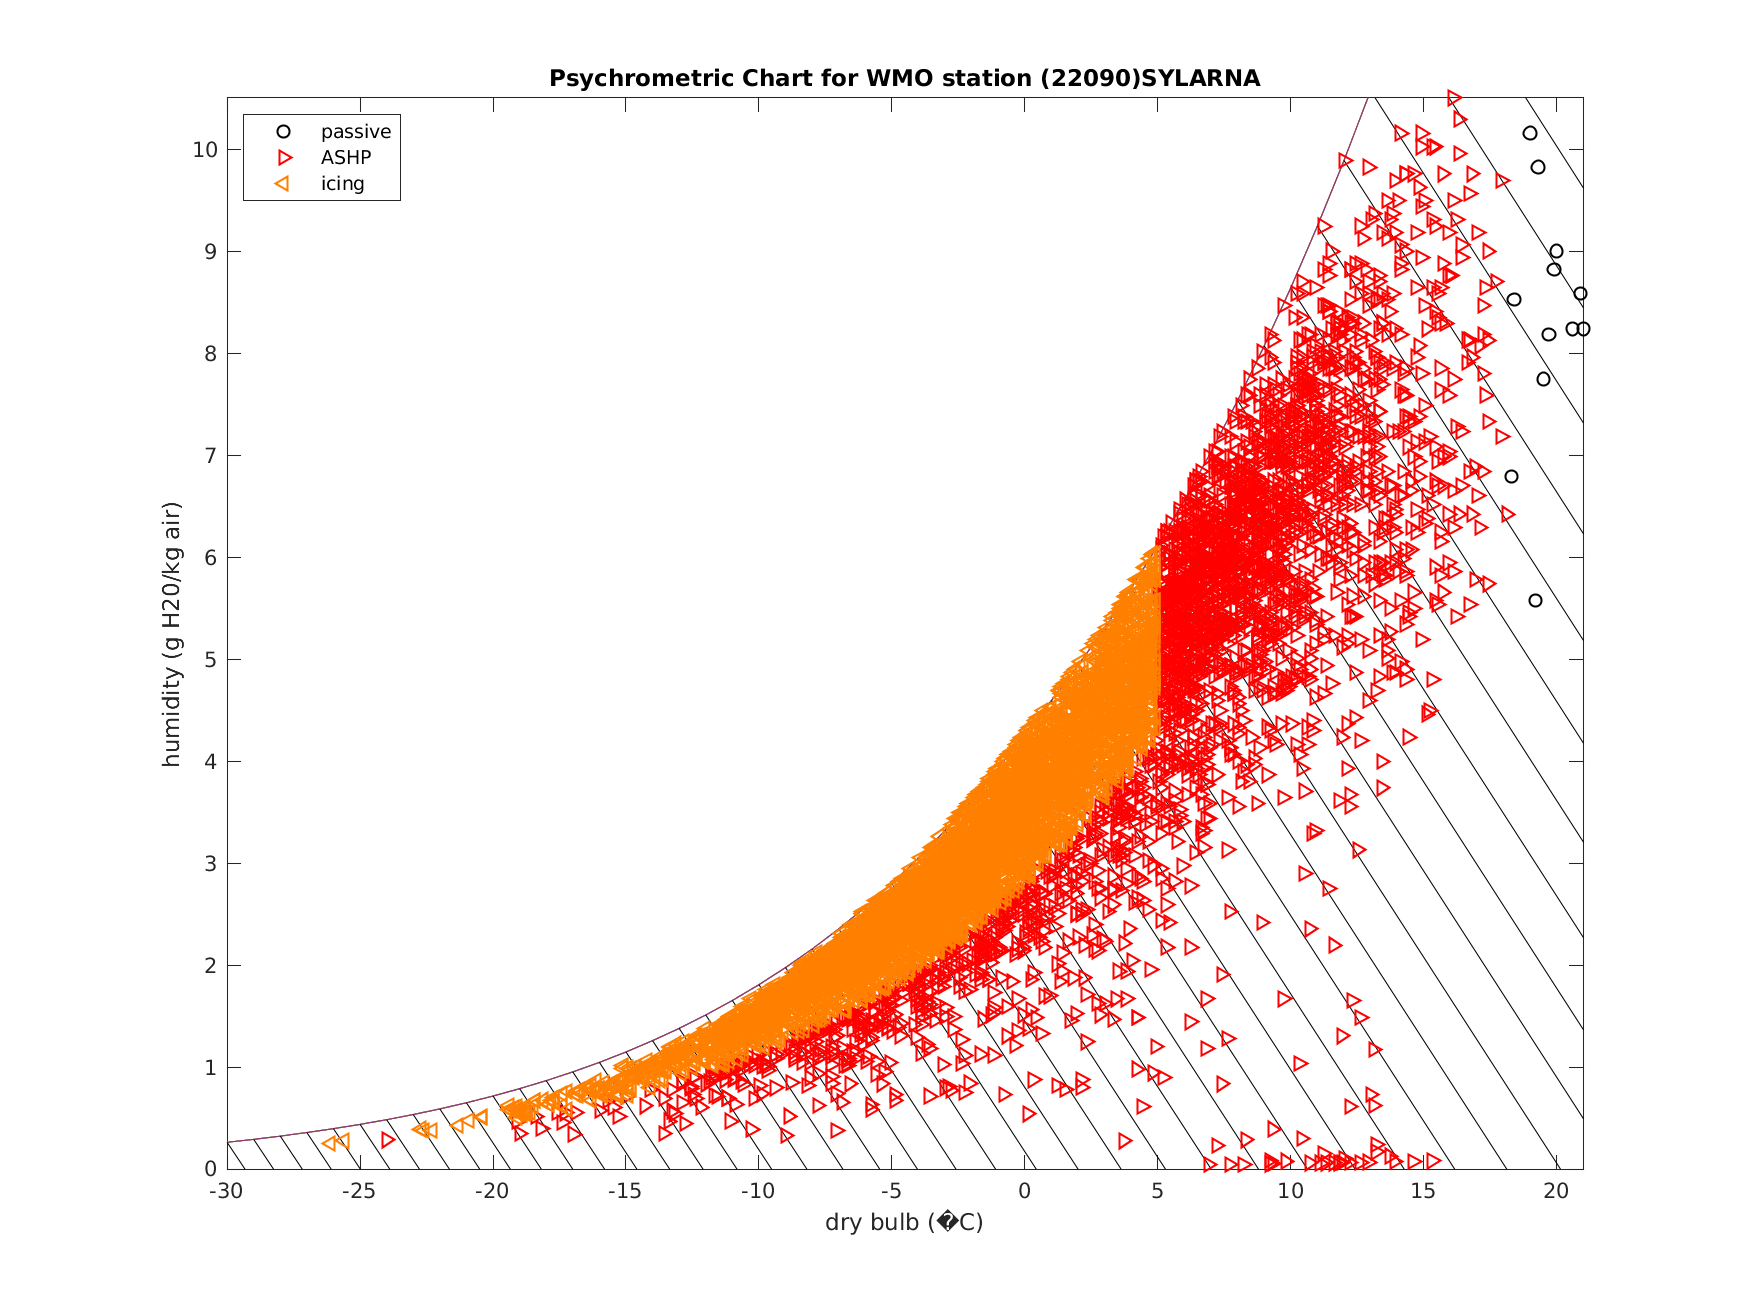 Psychrometric Chart for WMO station (22090)SYLARNA
passive
ASHP
icing
10
9
8
7
6
5
4
3
2
1
0
humidity (g H20/kg air)
-30 -25 -20 -15 -10 -5 0 5 10 15 20
dry bulb (�C)